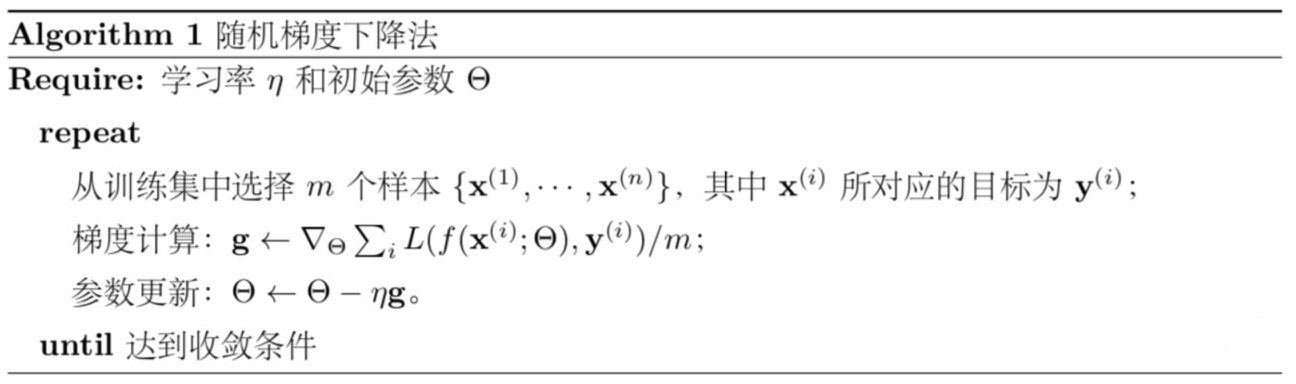 Algorithm 1 随机梯度下降法
Require: 学习率 η 和初始参数 Θ
repeat
从训练集中选择 m 个样本 {x⁽¹⁾, ⋯ , x⁽ⁿ⁾}, 其中 x⁽ⁱ⁾ 所对应的目标为 y⁽ⁱ⁾;
梯度计算: g ← ∇_Θ ∑_i L(f(x⁽ⁱ⁾; Θ), y⁽ⁱ⁾)/m;
参数更新: Θ ← Θ − ηg。
until 达到收敛条件